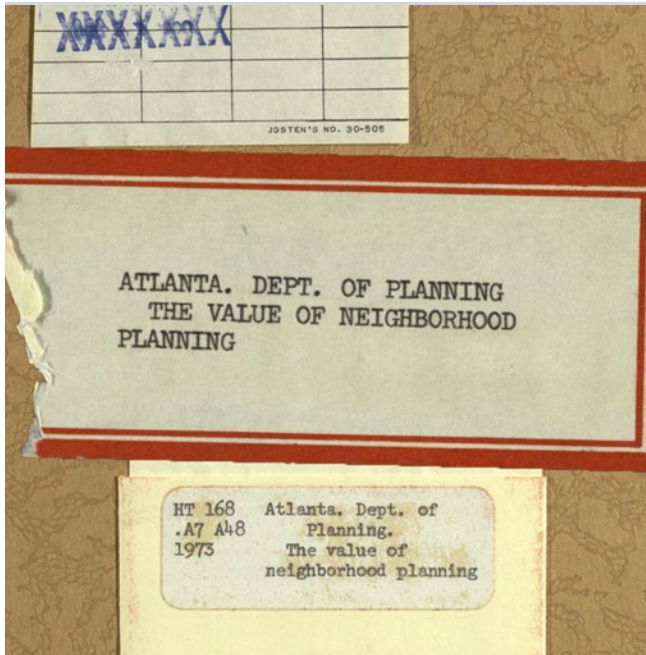 XXXXXXX
JOSTEN'S NO. 30-505
ATLANTA. DEPT. OF PLANNING
THE VALUE OF NEIGHBORHOOD
PLANNING
HT 168 Atlanta. Dept. of
.A7 A48 Planning.
1973 The value of
neighborhood planning